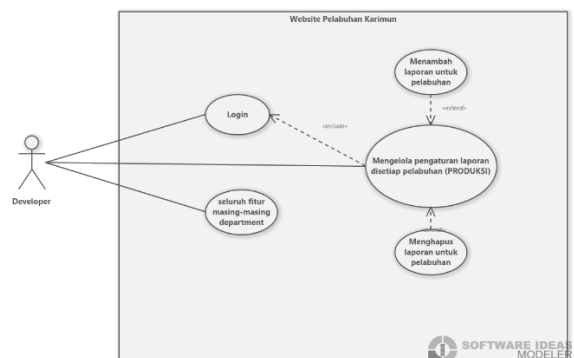 Website Pelabuhan Karimun
Menambah
laporan untuk
pelabuhan
«extend»
Login
«include»
Mengelola pengaturan laporan
disetiap pelabuhan (PRODUKSI)
Developer
seluruh fitur
masing-masing
department
«extend»
Menghapus
laporan untuk
pelabuhan
SOFTWARE IDEAS
MODELER